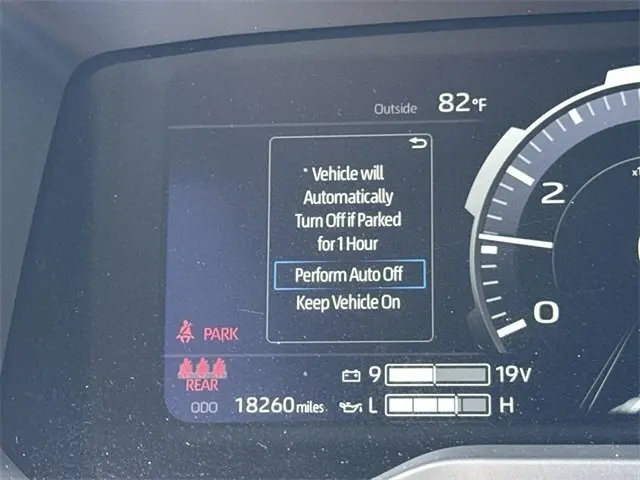 Outside 82°F
* Vehicle will
Automatically
Turn Off if Parked
for 1 Hour
Perform Auto Off
Keep Vehicle On
2
0
PARK
REAR
9 19V
ODO 18260 miles
L H